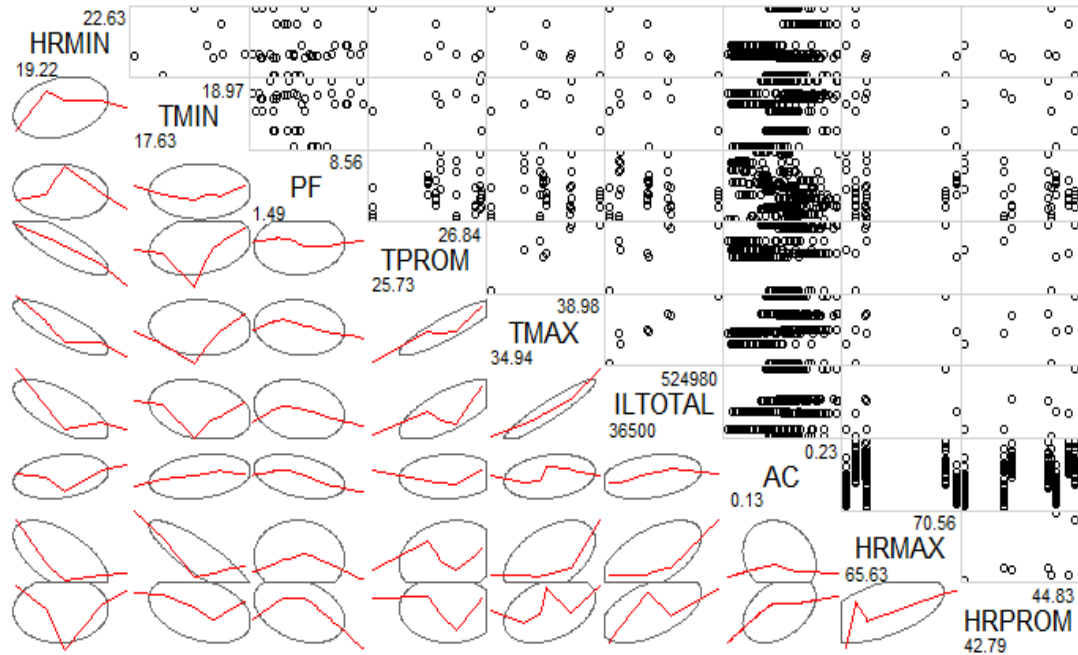 22.63
HRMIN
19.22
18.97
TMIN
17.63
8.56
PF
1.49
26.84
TPROM
25.73
38.98
TMAX
34.94
524980
ILTOTAL
36500
0.23
AC
0.13
70.56
HRMAX
65.63
44.83
HRPROM
42.79